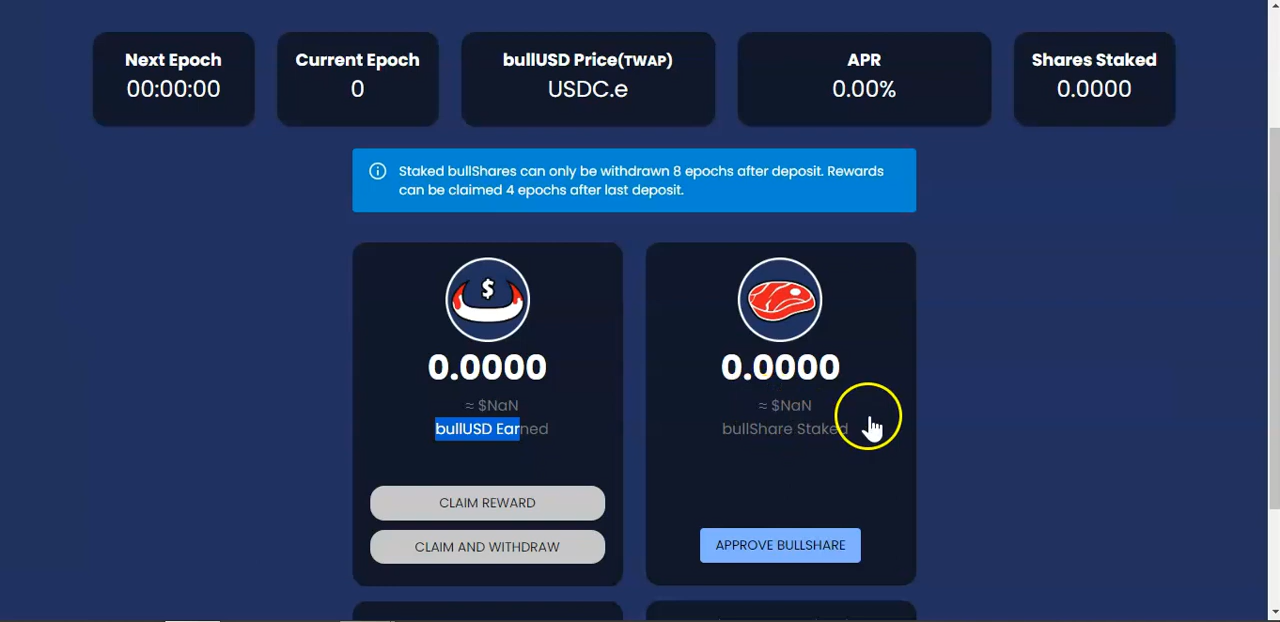 Next Epoch
00:00:00
Current Epoch
0
bullUSD Price(TWAP)
USDC.e
APR
0.00%
Shares Staked
0.0000
Staked bullShares can only be withdrawn 8 epochs after deposit. Rewards
can be claimed 4 epochs after last deposit.
$
0.0000
≈ $NaN
bullUSD Earned
CLAIM REWARD
CLAIM AND WITHDRAW
0.0000
≈ $NaN
bullShare Staked
APPROVE BULLSHARE